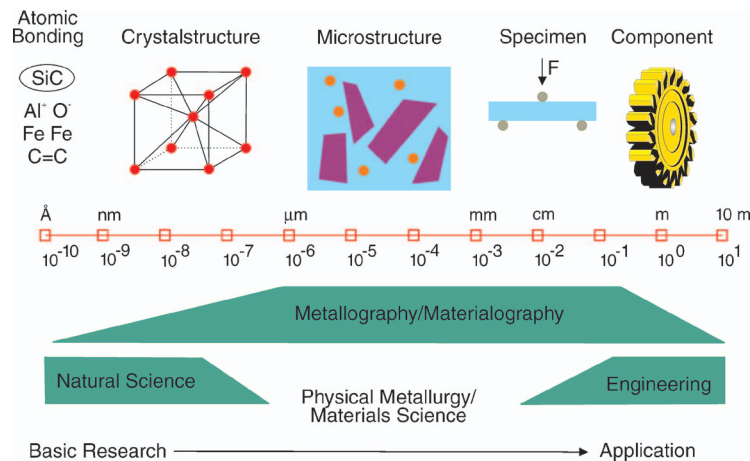 Atomic
Bonding
Crystalstructure
Microstructure
Specimen
Component
SiC
Al⁺ O⁻
Fe Fe
C=C
F
Å nm μm mm cm m 10 m
10⁻¹⁰ 10⁻⁹ 10⁻⁸ 10⁻⁷ 10⁻⁶ 10⁻⁵ 10⁻⁴ 10⁻³ 10⁻² 10⁻¹ 10⁰ 10¹
Metallography/Materialography
Natural Science
Physical Metallurgy/
Materials Science
Engineering
Basic Research
Application